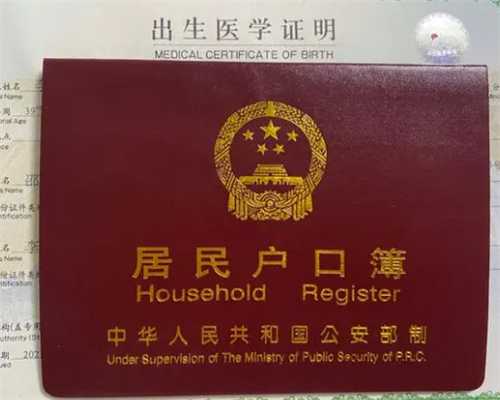 出生医学证明
MEDICAL CERTIFICATE OF BIRTH
居民户口簿
Household Register
中华人民共和国公安部制
Under Supervision of The Ministry of Public Security of P.R.C.